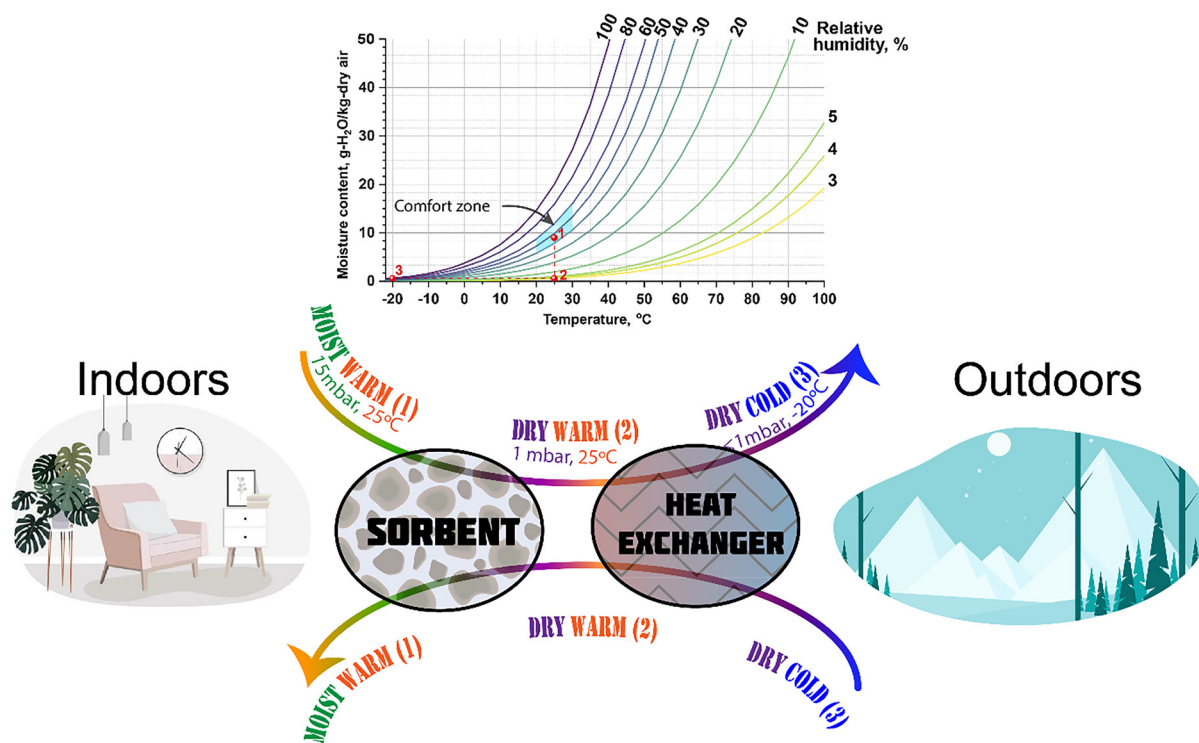 100
80
60
50
40
30
20
10
Relative
humidity, %
50
40
30
20
10
0
Moisture content, g-H₂O/kg-dry air
5
4
3
Comfort zone
1
2
3
-20
-10
0
10
20
30
40
50
60
70
80
90
100
Temperature, °C
Indoors
Outdoors
MOIST WARM (1)
15mbar, 25°C
DRY WARM (2)
1 mbar, 25°C
DRY COLD (3)
<1mbar, -20°C
SORBENT
HEAT
EXCHANGER
DRY WARM (2)
MOIST WARM (1)
DRY COLD (3)